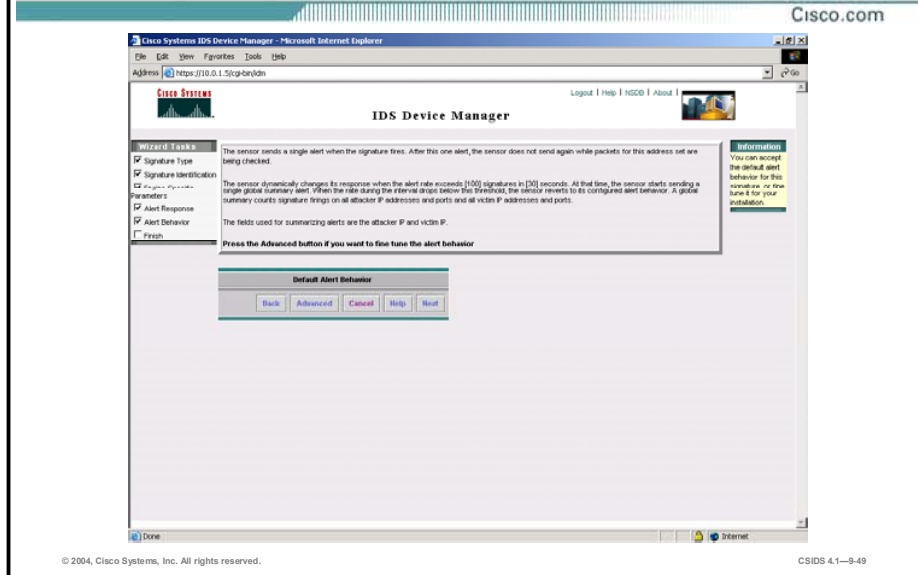 Cisco.com
Cisco Systems IDS Device Manager - Microsoft Internet Explorer
File Edit View Favorites Tools Help
Address https://10.0.1.5/cgi-bin/idm Go
CISCO SYSTEMS
Logout | Help | NSDB | About |
IDS Device Manager
Wizard Tasks
Signature Type
Signature Identification
Parameters
Alert Response
Alert Behavior
Finish
The sensor sends a single alert when the signature fires. After this one alert, the sensor does not send again while packets for this address set are
being checked.
The sensor dynamically changes its response when the alert rate exceeds [100] signatures in [30] seconds. At that time, the sensor starts sending a
single global summary alert. When the rate during the interval drops below this threshold, the sensor reverts to its configured alert behavior. A global
summary counts signature firings on all attacker IP addresses and ports and all victim IP addresses and ports.
The fields used for summarizing alerts are the attacker IP and victim IP.
Press the Advanced button if you want to fine tune the alert behavior
Information
You can accept
the default alert
behavior for this
signature, or fine
tune it for your
installation.
Default Alert Behavior
Back Advanced Cancel Help Next
Done Internet
© 2004, Cisco Systems, Inc. All rights reserved.
CSIDS 4.1—9-49